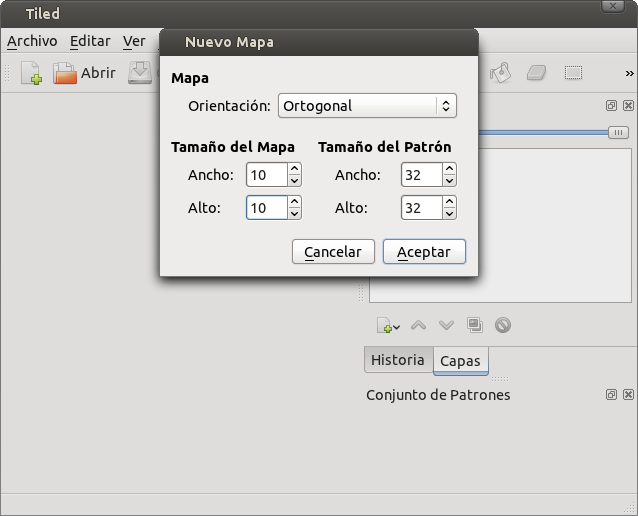 Tiled
Archivo Editar Ver
Abrir
»
Nuevo Mapa
Mapa
Orientación: Ortogonal
Tamaño del Mapa Tamaño del Patrón
Ancho: 10 Ancho: 32
Alto: 10 Alto: 32
Cancelar Aceptar
Historia Capas
Conjunto de Patrones